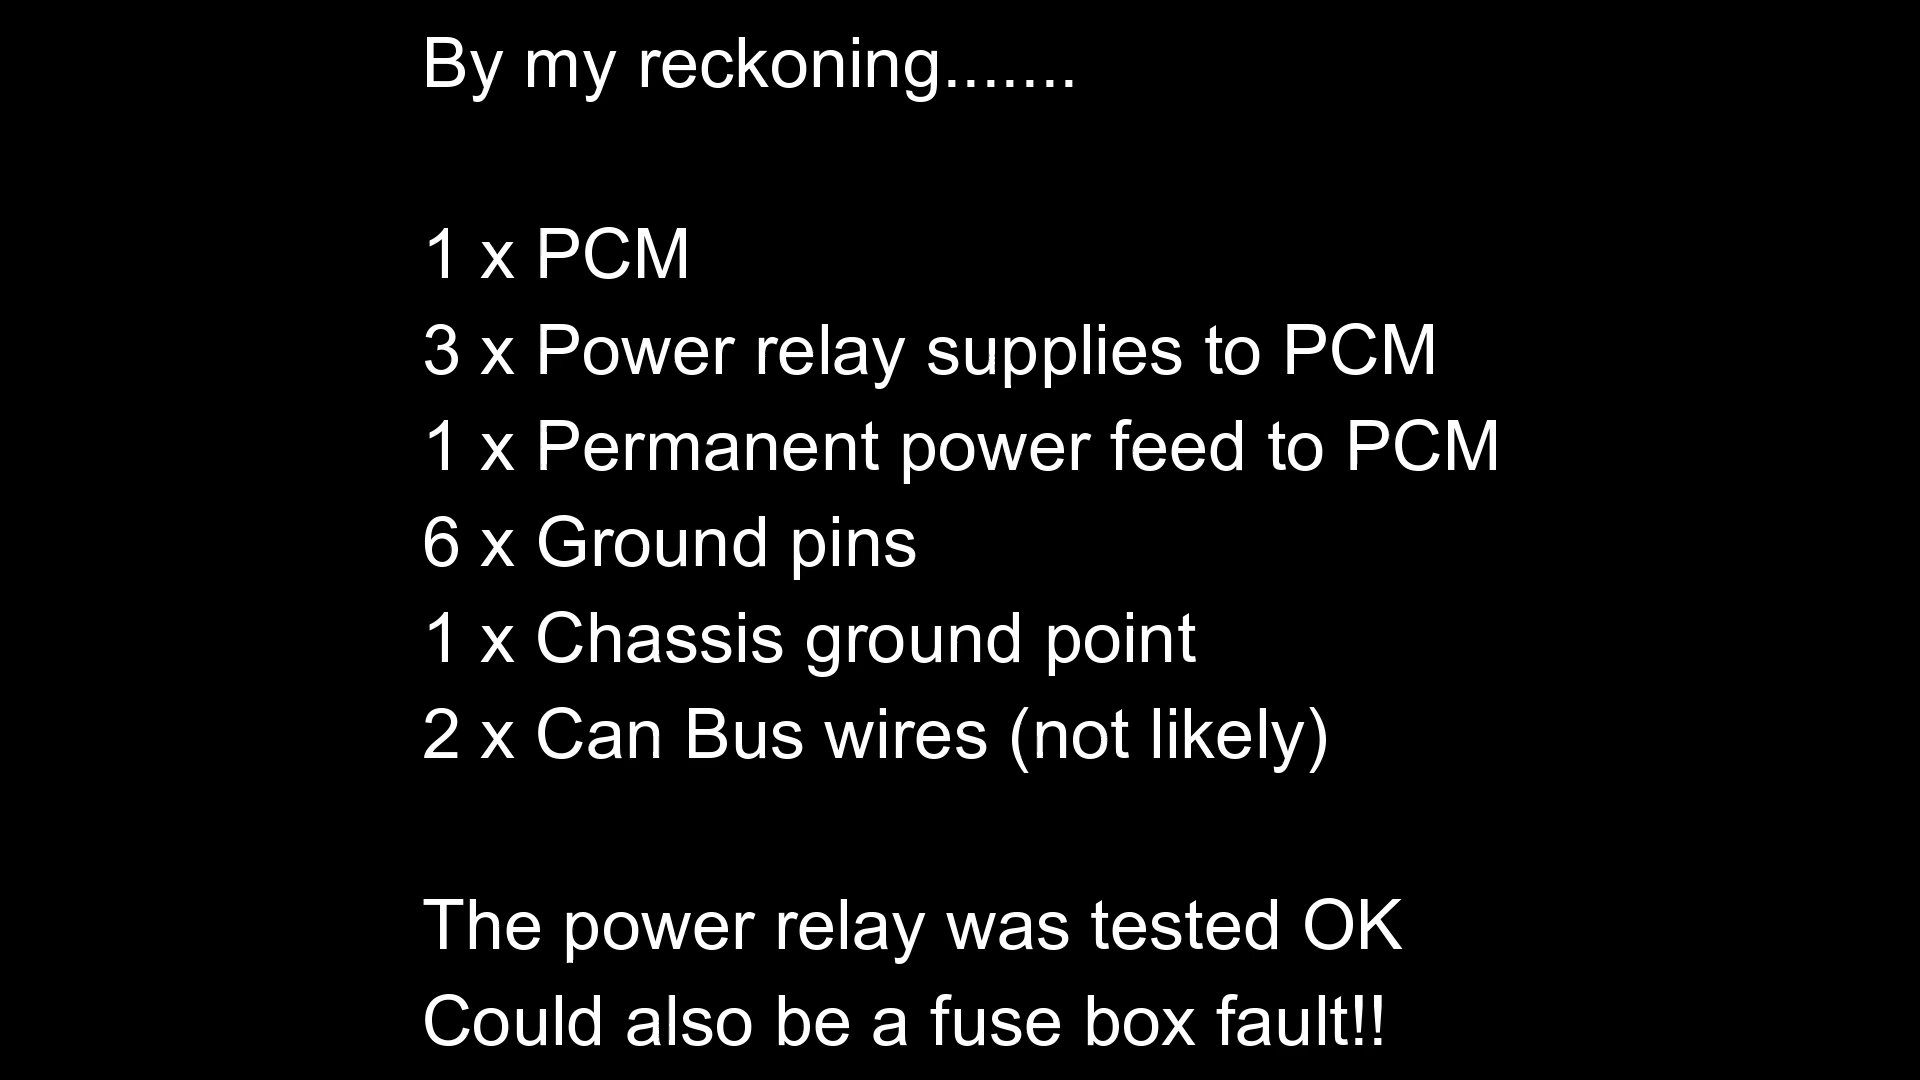 By my reckoning.......
1 x PCM
3 x Power relay supplies to PCM
1 x Permanent power feed to PCM
6 x Ground pins
1 x Chassis ground point
2 x Can Bus wires (not likely)
The power relay was tested OK
Could also be a fuse box fault!!